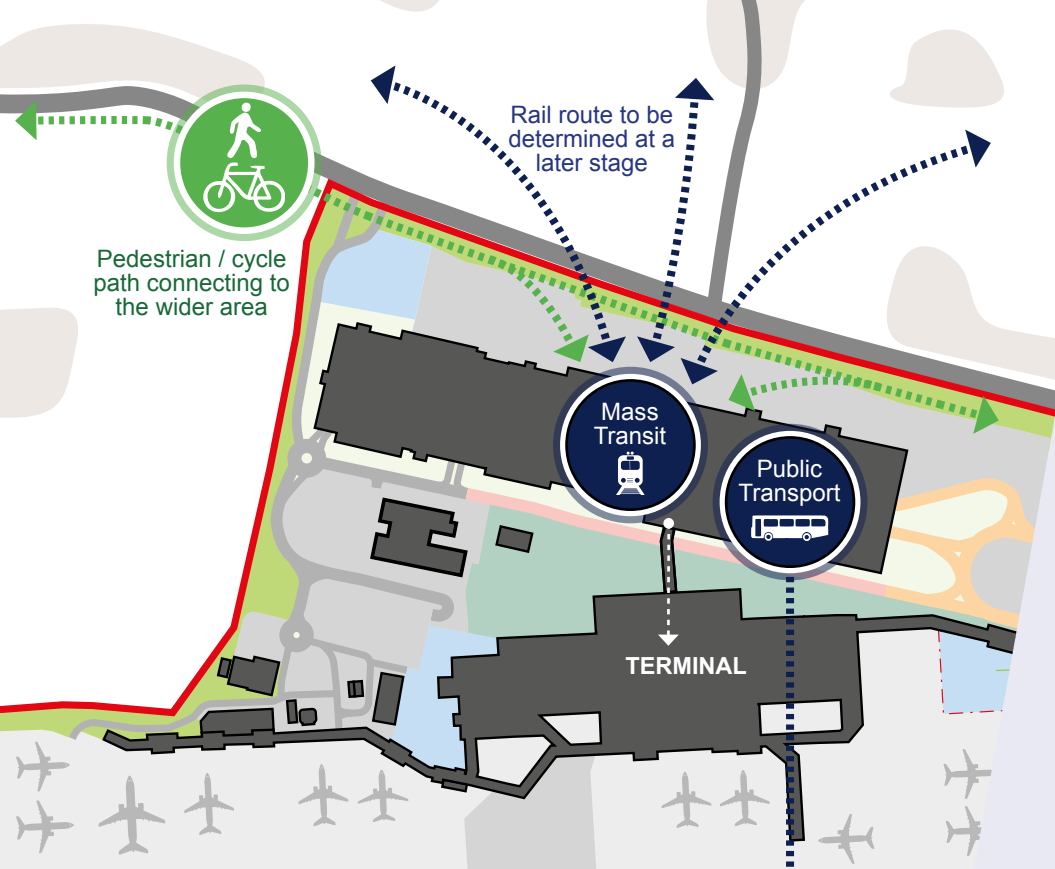 Rail route to be
determined at a
later stage
Pedestrian / cycle
path connecting to
the wider area
Mass
Transit
Public
Transport
TERMINAL